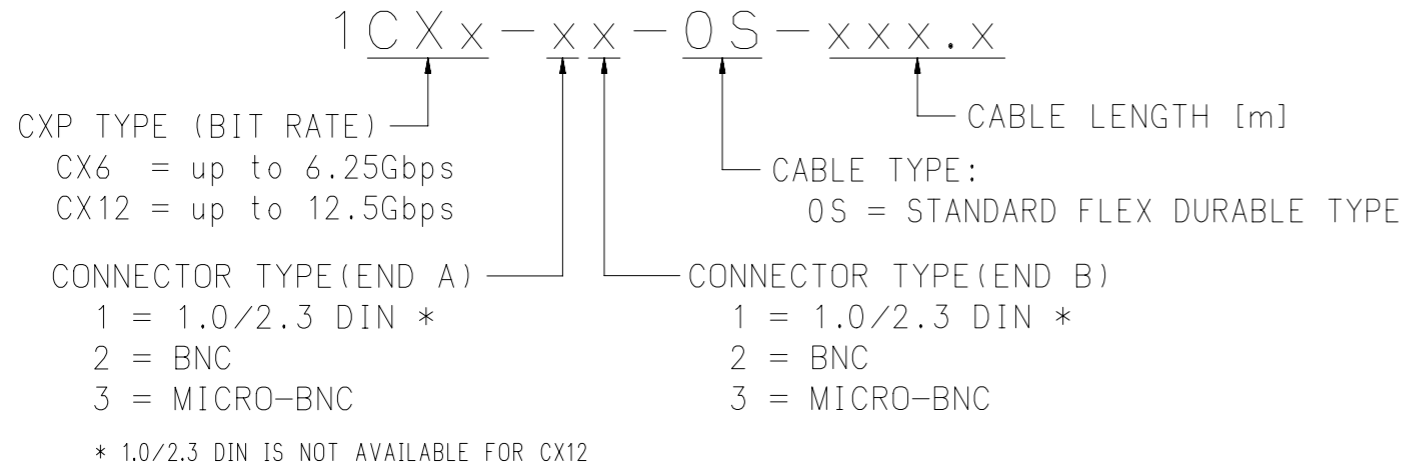 1CXx-xx-0S-xxx.x
CXP TYPE (BIT RATE)
CX6 = up to 6.25Gbps
CX12 = up to 12.5Gbps
CABLE LENGTH [m]
CABLE TYPE:
0S = STANDARD FLEX DURABLE TYPE
CONNECTOR TYPE(END A)
1 = 1.0/2.3 DIN *
2 = BNC
3 = MICRO-BNC
CONNECTOR TYPE(END B)
1 = 1.0/2.3 DIN *
2 = BNC
3 = MICRO-BNC
* 1.0/2.3 DIN IS NOT AVAILABLE FOR CX12